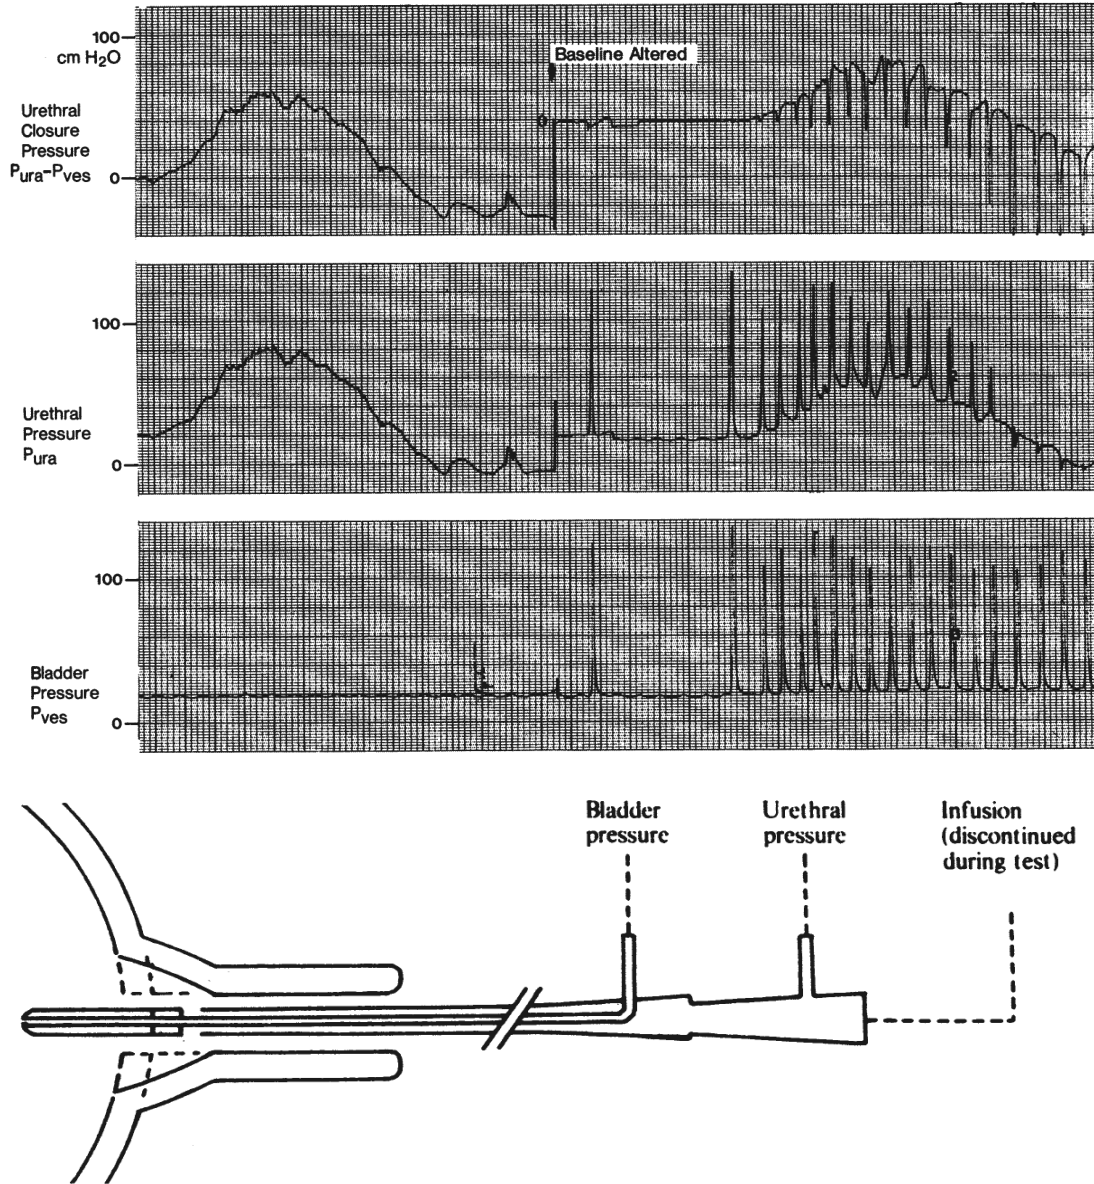 100
cm H2O
Baseline Altered
Urethral
Closure
Pressure
Pura-Pves
0
0
100
Urethral
Pressure
Pura
0
100
Bladder
Pressure
Pves
0
Bladder
pressure
Urethral
pressure
Infusion
(discontinued
during test)